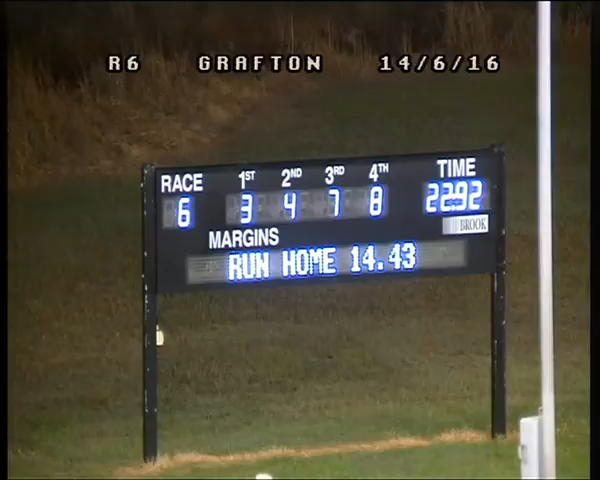 R6 GRAFTON 14/6/16
RACE 1ST 2ND 3RD 4TH TIME
6 3 4 7 8 22.92
BROOK
MARGINS
RUN HOME 14.43